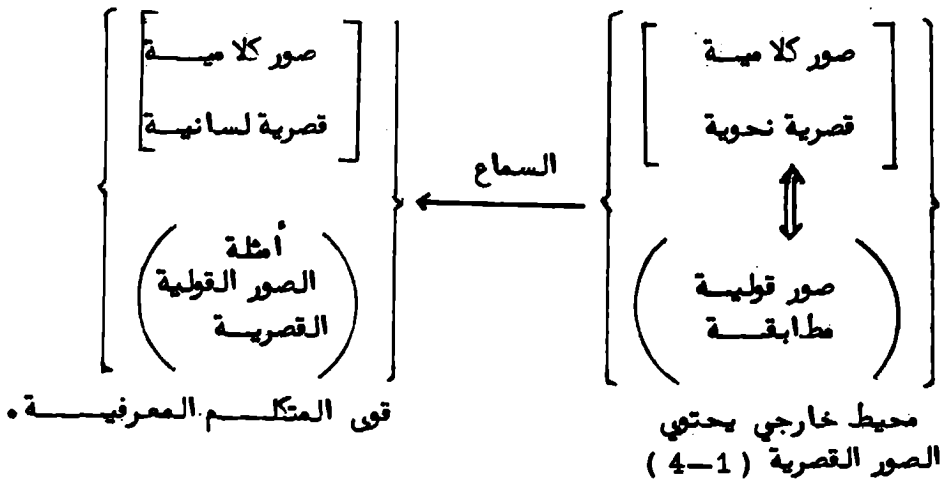 صور كلامية
قصرية نحوية
صور قولية
مطابقة
محيط خارجي يحتوي
الصور القصرية (1-4)
السماع
صور كلامية
قصرية لسانية
أمثلة
الصور القولية
القصرية
قوى المتكلم المعرفية.